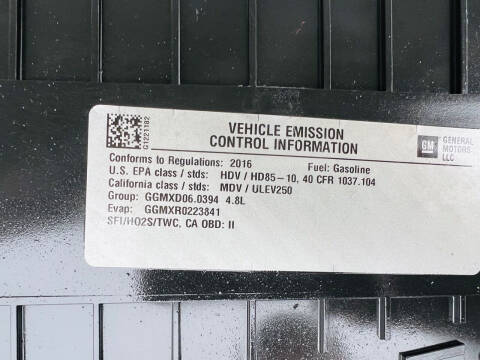 G1221182
VEHICLE EMISSION
CONTROL INFORMATION
GM
GENERAL
MOTORS
LLC
Conforms to Regulations: 2016 Fuel: Gasoline
U.S. EPA class / stds: HDV / HD85-10, 40 CFR 1037.104
California class / stds: MDV / ULEV250
Group: GGMXD06.0394 4.8L
Evap: GGMXR0223841
SFI/HO2S/TWC, CA OBD: II